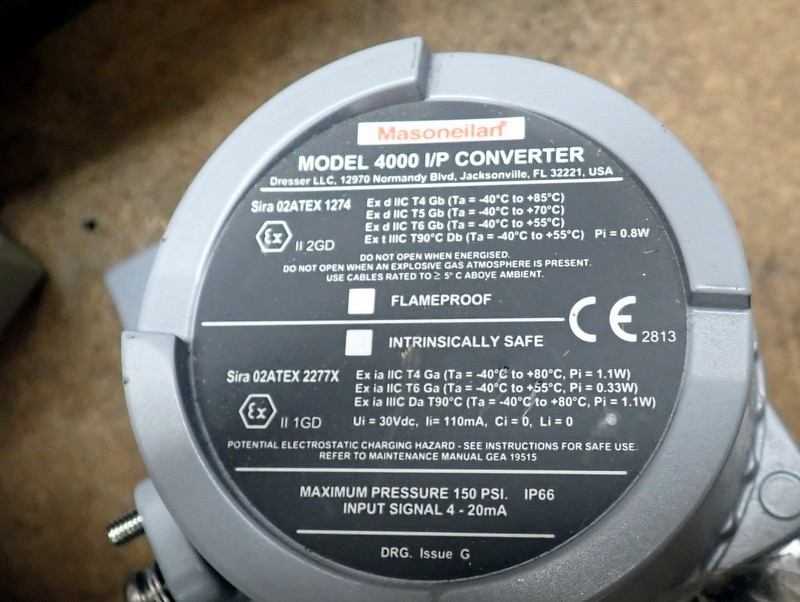 Masoneilan
MODEL 4000 I/P CONVERTER
Dresser LLC, 12970 Normandy Blvd, Jacksonville, FL 32221, USA
Sira 02ATEX 1274
Ex d IIC T4 Gb (Ta = -40°C to +85°C)
Ex d IIC T5 Gb (Ta = -40°C to +70°C)
Ex d IIC T6 Gb (Ta = -40°C to +55°C)
Ex t IIIC T90°C Db (Ta = -40°C to +55°C) Pi = 0.8W
Ex II 2GD
DO NOT OPEN WHEN ENERGISED.
DO NOT OPEN WHEN AN EXPLOSIVE GAS ATMOSPHERE IS PRESENT.
USE CABLES RATED TO ≥ 5° C ABOVE AMBIENT.
FLAMEPROOF
CE 2813
INTRINSICALLY SAFE
Sira 02ATEX 2277X
Ex ia IIC T4 Ga (Ta = -40°C to +80°C, Pi = 1.1W)
Ex ia IIC T6 Ga (Ta = -40°C to +55°C, Pi = 0.33W)
Ex ia IIIC Da T90°C (Ta = -40°C to +80°C, Pi = 1.1W)
Ex II 1GD
Ui = 30Vdc, Ii= 110mA, Ci = 0, Li = 0
POTENTIAL ELECTROSTATIC CHARGING HAZARD - SEE INSTRUCTIONS FOR SAFE USE.
REFER TO MAINTENANCE MANUAL GEA 19515
MAXIMUM PRESSURE 150 PSI. IP66
INPUT SIGNAL 4 - 20mA
DRG. Issue G